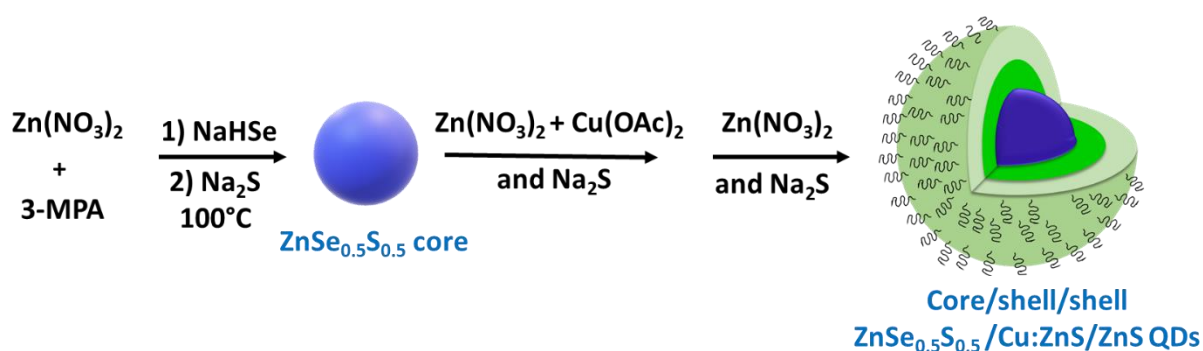 Zn(NO₃)₂
+
3-MPA
1) NaHSe
2) Na₂S
100°C
ZnSe₀.₅S₀.₅ core
Zn(NO₃)₂ + Cu(OAc)₂
and Na₂S
Zn(NO₃)₂
and Na₂S
Core/shell/shell
ZnSe₀.₅S₀.₅/Cu:ZnS/ZnS QDs